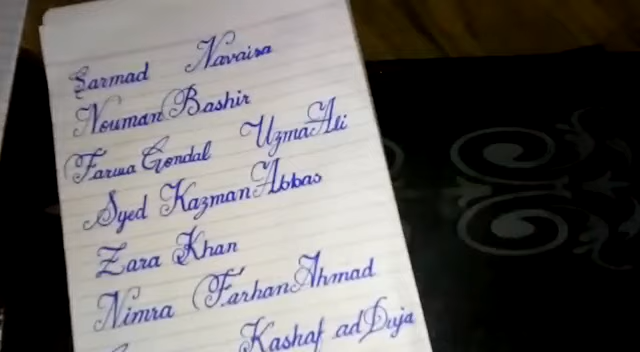 Sarmad Navaisa
Nouman Bashir
Farwa Gondal Uzma Ali
Syed Kazman Abbas
Zara Khan
Nimra Farhan Ahmad
Kashaf ad Duja